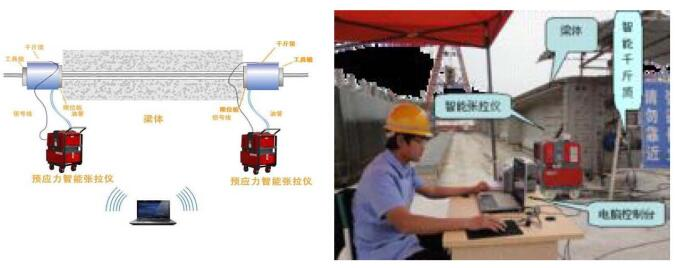 千斤顶
千斤顶
工具锚
工具锚
限位板
油管
信号线
梁体
限位板
信号线
油管
预应力智能张拉仪
预应力智能张拉仪
梁体
智能千斤顶
智能张拉仪
请勿靠近
电脑控制台